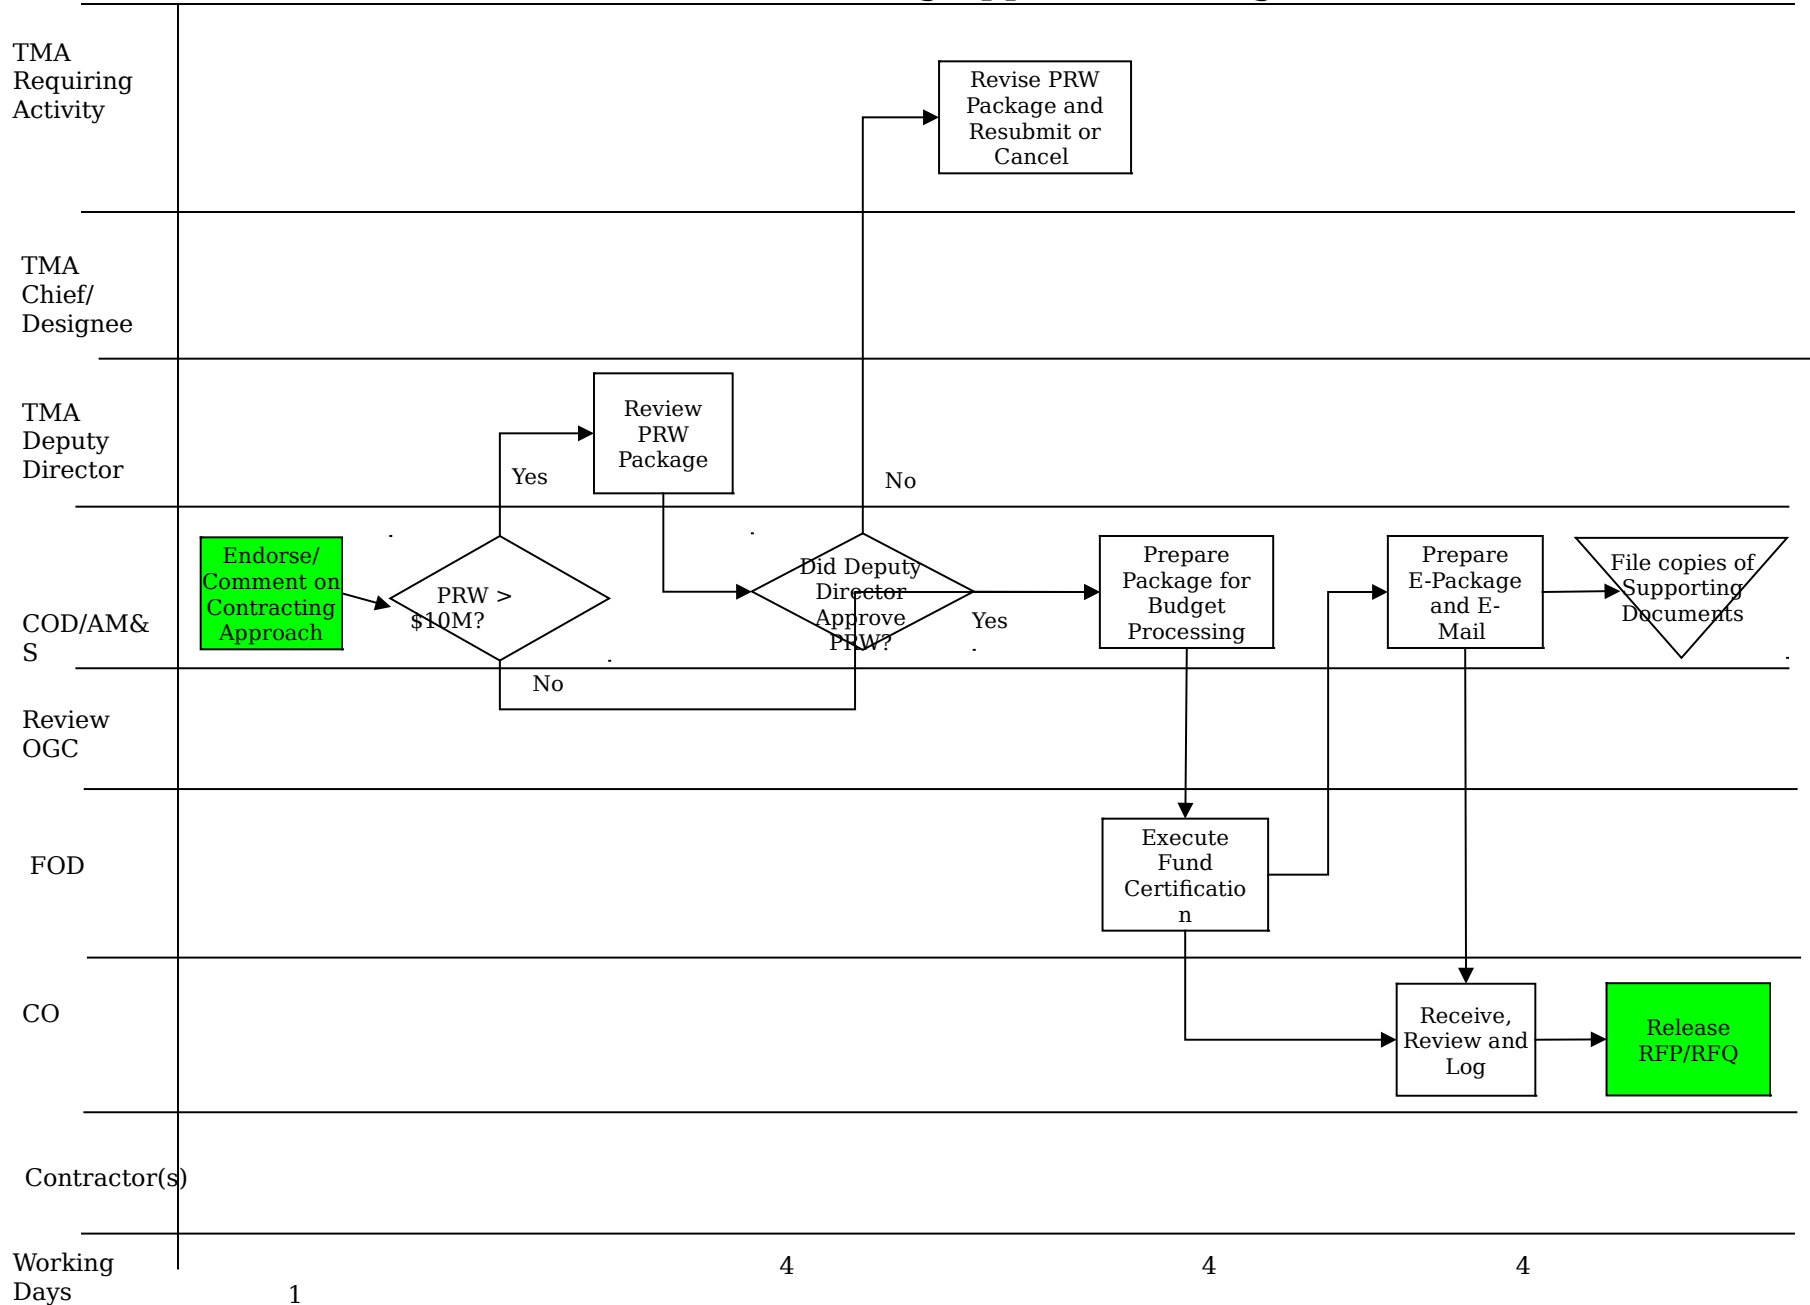 TMA
Requiring
Activity
Revise PRW
Package and
Resubmit or
Cancel
TMA
Chief/
Designee
TMA
Deputy
Director
Review
PRW
Package
Yes
No
COD/AM&
S
Endorse/
Comment on
Contracting
Approach
PRW >
$10M?
No
Did Deputy
Director
Approve
PRW?
Yes
Prepare
Package for
Budget
Processing
Prepare
E-Package
and E-
Mail
File copies of
Supporting
Documents
Review
OGC
FOD
Execute
Fund
Certificatio
n
CO
Receive,
Review and
Log
Release
RFP/RFQ
Contractor(s)
Working
Days
1
4
4
4